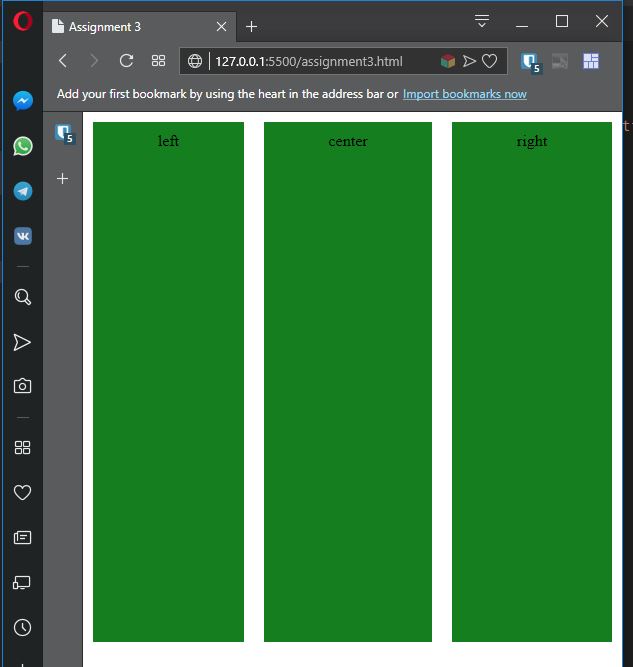 Assignment 3
127.0.0.1:5500/assignment3.html
5
Add your first bookmark by using the heart in the address bar or Import bookmarks now
5
left center right